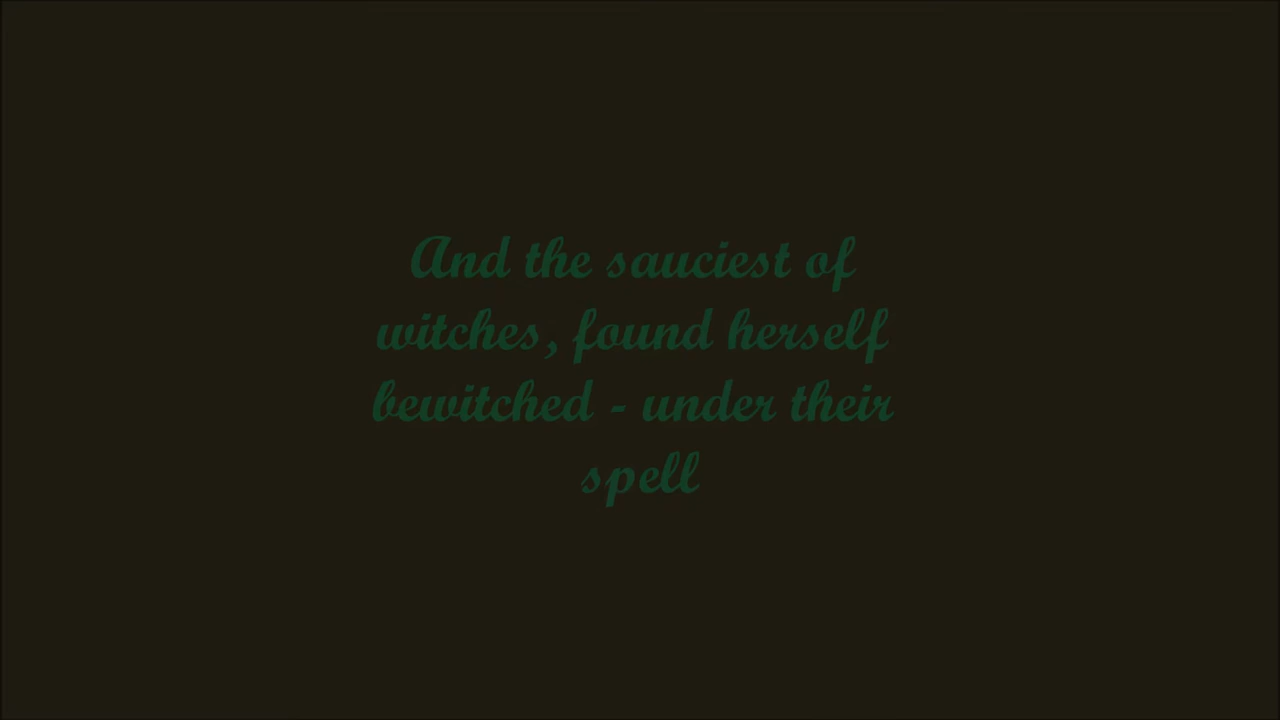 And the sauciest of
witches, found herself
bewitched - under their
spell